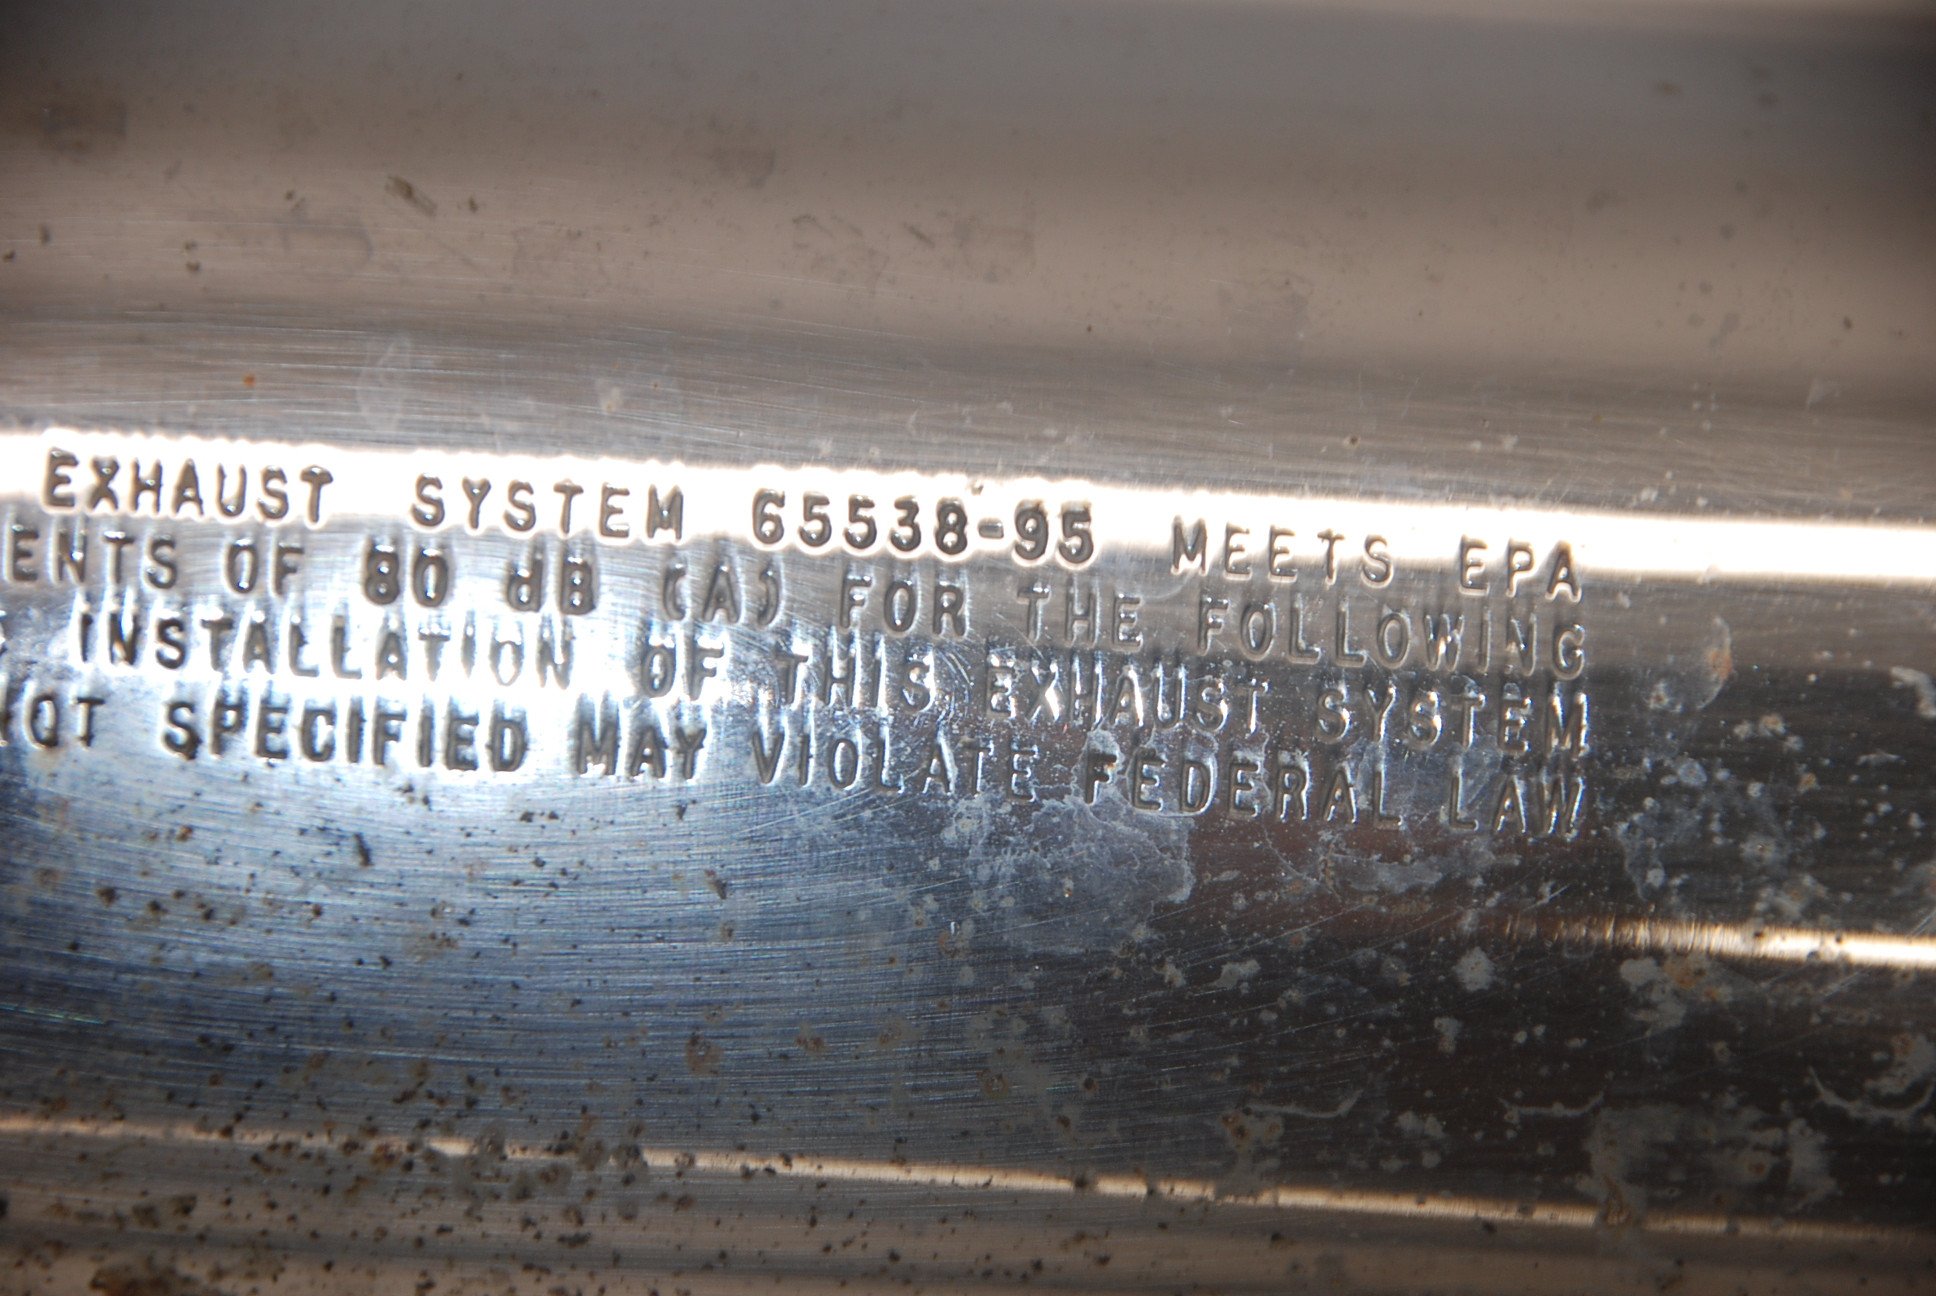 EXHAUST SYSTEM 65538-95 MEETS EPA
ENTS OF 80 dB (A) FOR THE FOLLOWING
INSTALLATION OF THIS EXHAUST SYSTEM
NOT SPECIFIED MAY VIOLATE FEDERAL LAW